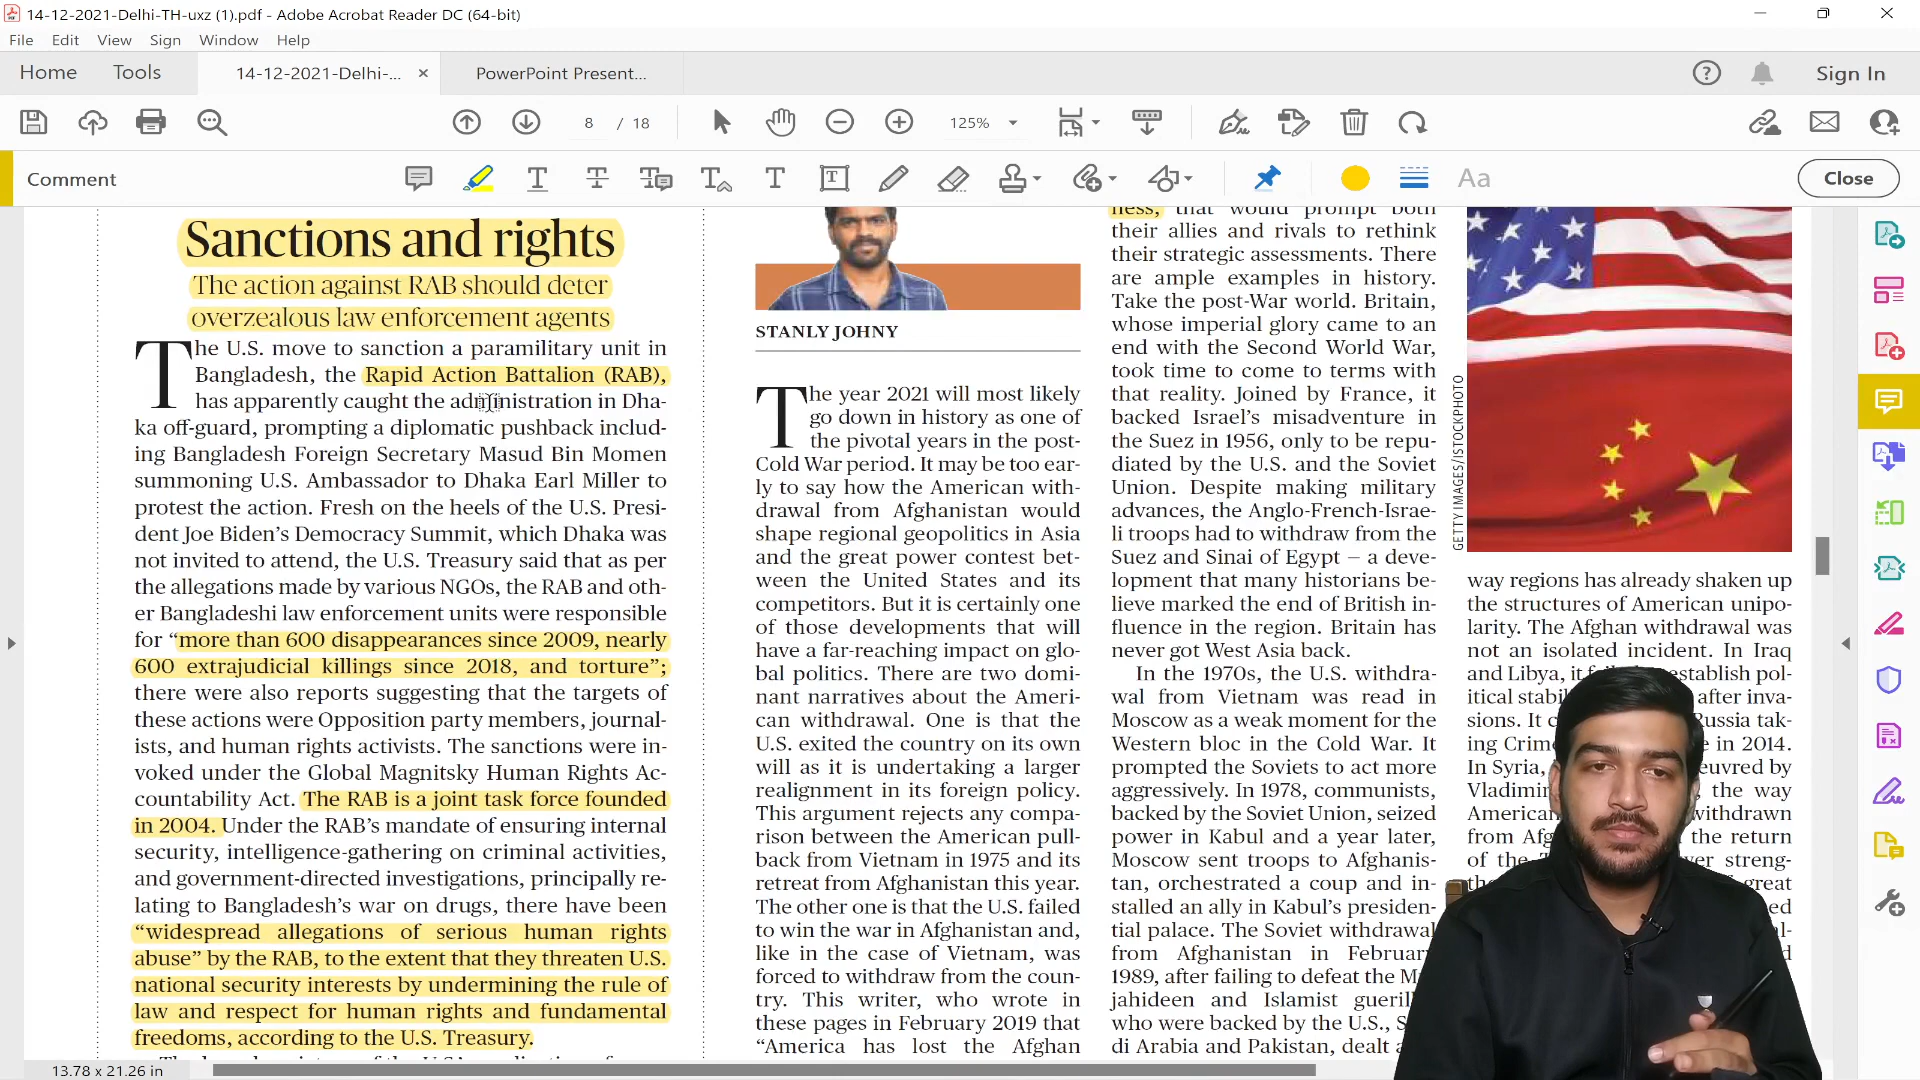 14-12-2021-Delhi-TH-uxz (1).pdf - Adobe Acrobat Reader DC (64-bit)
File Edit View Sign Window Help
Home Tools 14-12-2021-Delhi-... PowerPoint Present... Sign In
8 / 18 125%
Comment Aa Close
Sanctions and rights
The action against RAB should deter
overzealous law enforcement agents
The U.S. move to sanction a paramilitary unit in
Bangladesh, the Rapid Action Battalion (RAB),
has apparently caught the administration in Dha-
ka off-guard, prompting a diplomatic pushback includ-
ing Bangladesh Foreign Secretary Masud Bin Momen
summoning U.S. Ambassador to Dhaka Earl Miller to
protest the action. Fresh on the heels of the U.S. Presi-
dent Joe Biden's Democracy Summit, which Dhaka was
not invited to attend, the U.S. Treasury said that as per
the allegations made by various NGOs, the RAB and oth-
er Bangladeshi law enforcement units were responsible
for “more than 600 disappearances since 2009, nearly
600 extrajudicial killings since 2018, and torture”;
there were also reports suggesting that the targets of
these actions were Opposition party members, journal-
ists, and human rights activists. The sanctions were in-
voked under the Global Magnitsky Human Rights Ac-
countability Act. The RAB is a joint task force founded
in 2004. Under the RAB's mandate of ensuring internal
security, intelligence-gathering on criminal activities,
and government-directed investigations, principally re-
lating to Bangladesh's war on drugs, there have been
“widespread allegations of serious human rights
abuse” by the RAB, to the extent that they threaten U.S.
national security interests by undermining the rule of
law and respect for human rights and fundamental
freedoms, according to the U.S. Treasury.
STANLY JOHNY
The year 2021 will most likely
go down in history as one of
the pivotal years in the post-
Cold War period. It may be too ear-
ly to say how the American with-
drawal from Afghanistan would
shape regional geopolitics in Asia
and the great power contest bet-
ween the United States and its
competitors. But it is certainly one
of those developments that will
have a far-reaching impact on glo-
bal politics. There are two domi-
nant narratives about the Ameri-
can withdrawal. One is that the
U.S. exited the country on its own
will as it is undertaking a larger
realignment in its foreign policy.
This argument rejects any compa-
rison between the American pull-
back from Vietnam in 1975 and its
retreat from Afghanistan this year.
The other one is that the U.S. failed
to win the war in Afghanistan and,
like in the case of Vietnam, was
forced to withdraw from the coun-
try. This writer, who wrote in
these pages in February 2019 that
“America has lost the Afghan
ness, that would prompt both
their allies and rivals to rethink
their strategic assessments. There
are ample examples in history.
Take the post-War world. Britain,
whose imperial glory came to an
end with the Second World War,
took time to come to terms with
that reality. Joined by France, it
backed Israel's misadventure in
the Suez in 1956, only to be repu-
diated by the U.S. and the Soviet
Union. Despite making military
advances, the Anglo-French-Israe-
li troops had to withdraw from the
Suez and Sinai of Egypt – a deve-
lopment that many historians be-
lieve marked the end of British in-
fluence in the region. Britain has
never got West Asia back.
In the 1970s, the U.S. withdra-
wal from Vietnam was read in
Moscow as a weak moment for the
Western bloc in the Cold War. It
prompted the Soviets to act more
aggressively. In 1978, communists,
backed by the Soviet Union, seized
power in Kabul and a year later,
Moscow sent troops to Afghanis-
tan, orchestrated a coup and in-
stalled an ally in Kabul's presiden-
tial palace. The Soviet withdrawal
from Afghanistan in February
1989, after failing to defeat the
jahideen and Islamist
who were backed by the U.S.,
di Arabia and Pakistan, dealt
GETTY IMAGES/ISTOCKPHOTO
way regions has already shaken up
the structures of American unipo-
larity. The Afghan withdrawal was
not an isolated incident. In Iraq
and Libya, it establish pol-
itical after inva-
sions. It Russia tak-
ing in 2014.
In Syria, by
Vladimir the way
American withdrawn
from the return
of the
great
13.78 x 21.26 in